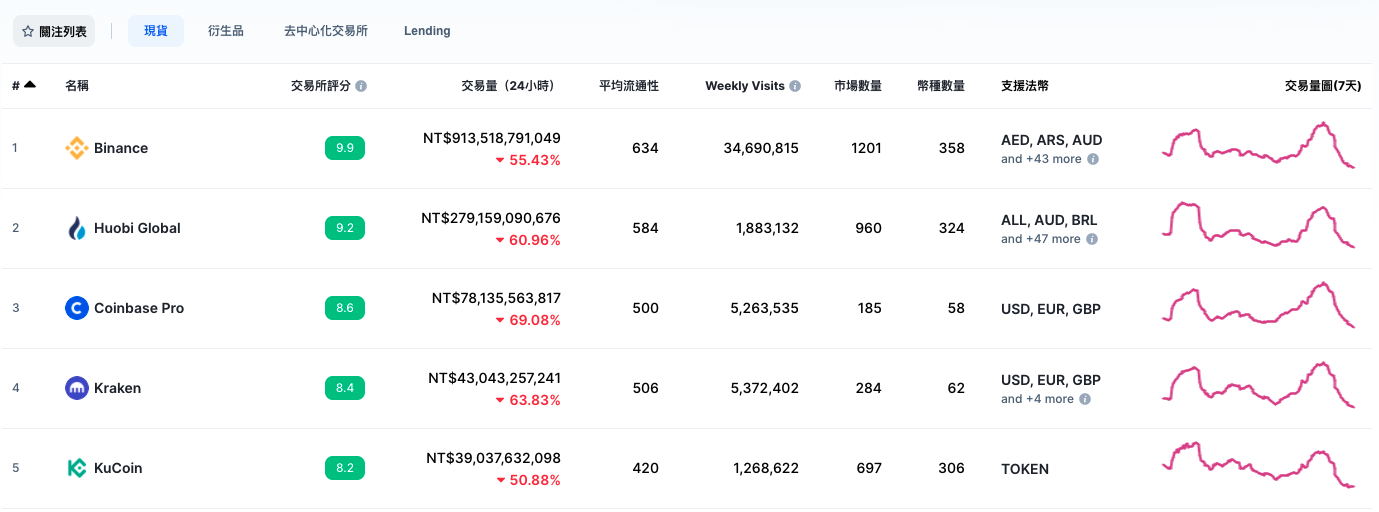 關注列表 現貨 衍生品 去中心化交易所 Lending
# 名稱 交易所評分 交易量（24小時） 平均流通性 Weekly Visits 市場數量 幣種數量 支援法幣 交易量圖(7天)
1 Binance 9.9 NT$913,518,791,049 634 34,690,815 1201 358 AED, ARS, AUD
55.43% and +43 more
2 Huobi Global 9.2 NT$279,159,090,676 584 1,883,132 960 324 ALL, AUD, BRL
60.96% and +47 more
3 Coinbase Pro 8.6 NT$78,135,563,817 500 5,263,535 185 58 USD, EUR, GBP
69.08%
4 Kraken 8.4 NT$43,043,257,241 506 5,372,402 284 62 USD, EUR, GBP
63.83% and +4 more
5 KuCoin 8.2 NT$39,037,632,098 420 1,268,622 697 306 TOKEN
50.88%